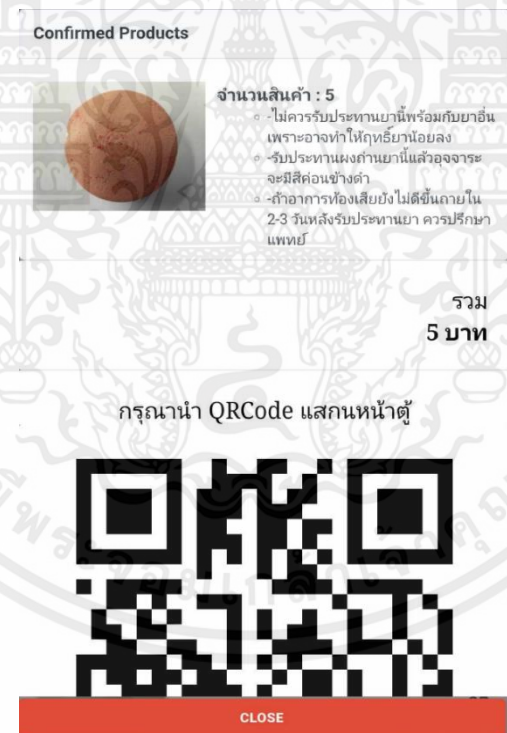 Confirmed Products
จำนวนสินค้า : 5
-ไม่ควรรับประทานยานี้พร้อมกับยาอื่น
เพราะอาจทำให้ฤทธิ์ยาน้อยลง
-รับประทานผงถ่านยานี้แล้วอุจจาระ
จะมีสีค่อนข้างดำ
-ถ้าอาการท้องเสียยังไม่ดีขึ้นภายใน
2-3 วันหลังรับประทานยา ควรปรึกษา
แพทย์
รวม
5 บาท
กรุณานำ QRCode แสกนหน้าตู้
CLOSE